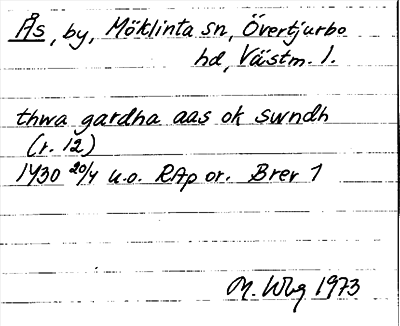 Ås, by, Möklinta sn, Övertjurbo
hd, Västm. l.
thwa gardha aas ok swndh
(r. 12)
1430 20/4 u.o. RAp or. Brev 1
M. Wbg 1973